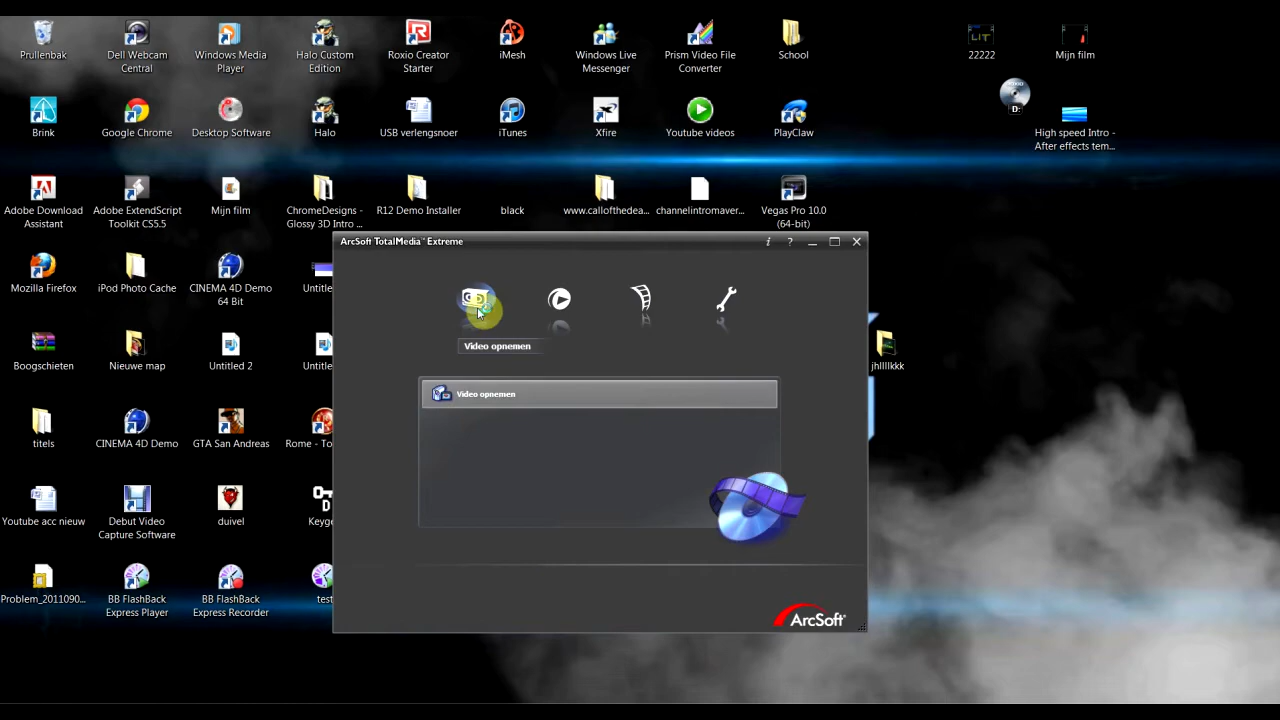 Prullenbak
Dell Webcam
Central
Windows Media
Player
Halo Custom
Edition
Roxio Creator
Starter
iMesh
Windows Live
Messenger
Prism Video File
Converter
School
22222
Mijn film
Brink
Google Chrome
Desktop Software
Halo
USB verlengsnoer
iTunes
Xfire
Youtube videos
PlayClaw
D:
High speed Intro -
After effects tem...
Adobe Download
Assistant
Adobe ExtendScript
Toolkit CS5.5
Mijn film
ChromeDesigns -
Glossy 3D Intro ...
R12 Demo Installer
black
www.callofthedea...
channelintromaver...
Vegas Pro 10.0
(64-bit)
ArcSoft TotalMedia™ Extreme
Mozilla Firefox
iPod Photo Cache
CINEMA 4D Demo
64 Bit
Untitle
Video opnemen
Boogschieten
Nieuwe map
Untitled 2
Untitle
jhllllkkk
Video opnemen
titels
CINEMA 4D Demo
GTA San Andreas
Rome - To
Youtube acc nieuw
Debut Video
Capture Software
duivel
Keyge
Problem_2011090...
BB FlashBack
Express Player
BB FlashBack
Express Recorder
test
ArcSoft®